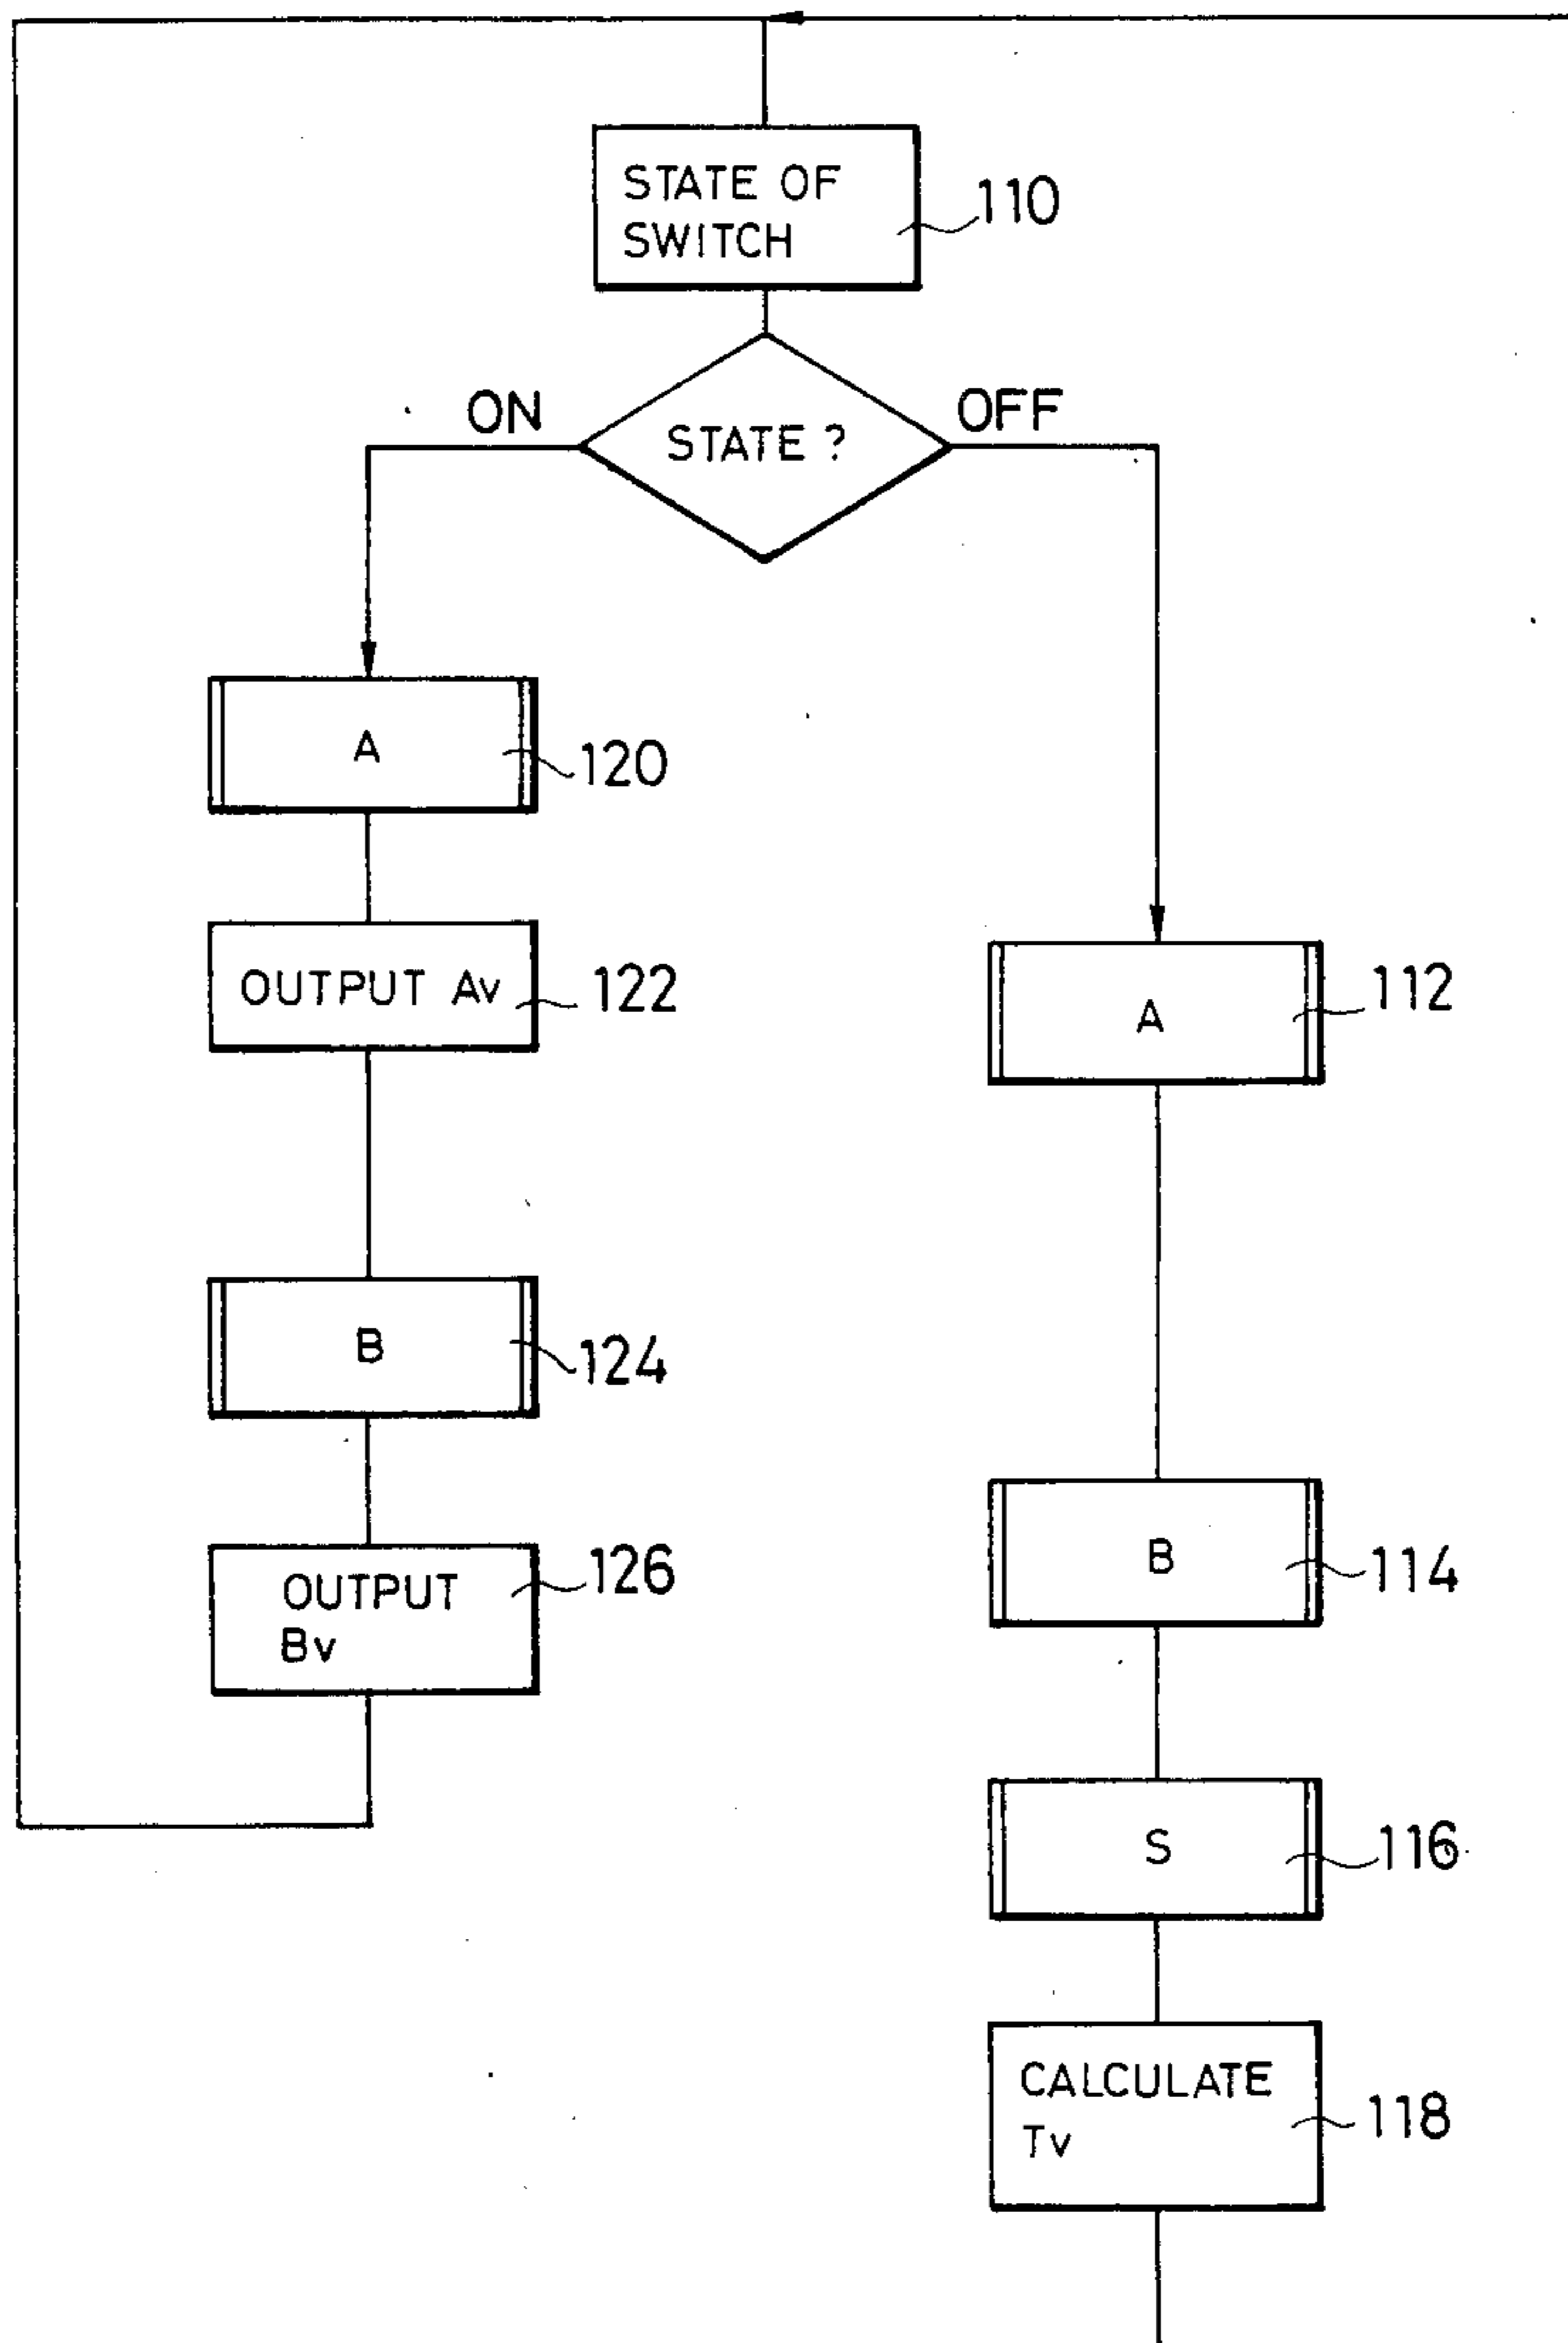 STATE OF
SWITCH
110
STATE ?
ON
OFF
A
120
OUTPUT Av
122
A
112
B
124
B
114
OUTPUT
Bv
126
S
116
CALCULATE
Tv
118